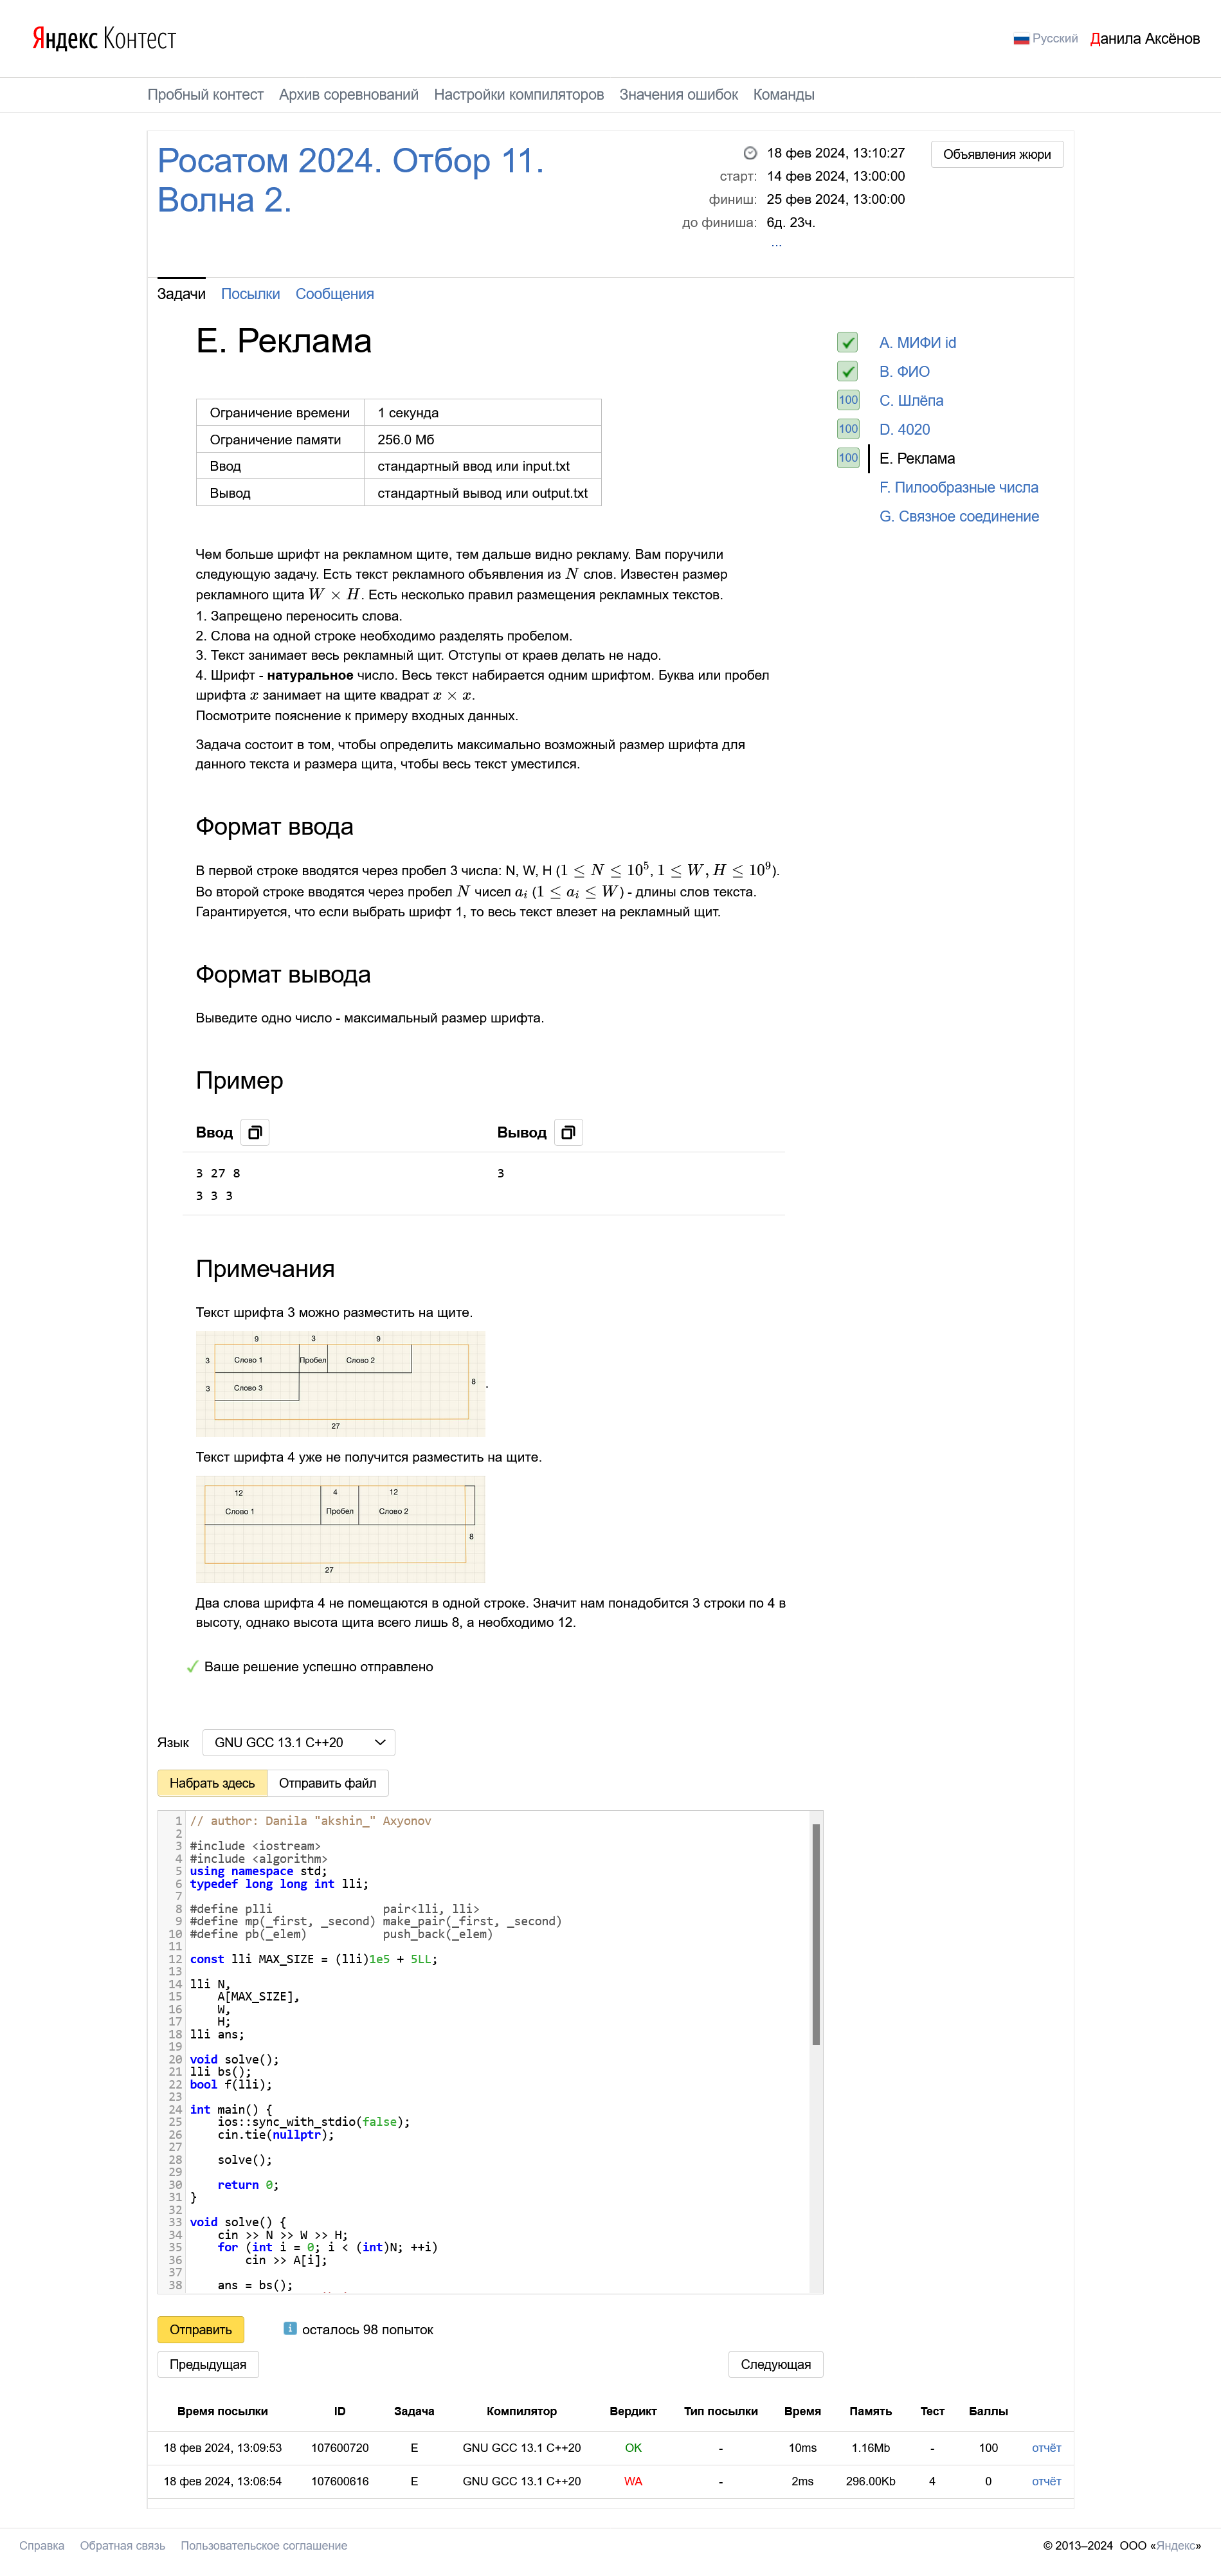 Яндекс Контест
Русский Данила Аксёнов
Пробный контест Архив соревнований Настройки компиляторов Значения ошибок Команды
Росатом 2024. Отбор 11.
Волна 2.
18 фев 2024, 13:10:27
старт: 14 фев 2024, 13:00:00
финиш: 25 фев 2024, 13:00:00
до финиша: 6д. 23ч.
...
Объявления жюри
Задачи Посылки Сообщения
E. Реклама
A. МИФИ id
B. ФИО
100 C. Шлёпа
100 D. 4020
100 E. Реклама
F. Пилообразные числа
G. Связное соединение
Ограничение времени 1 секунда
Ограничение памяти 256.0 Мб
Ввод стандартный ввод или input.txt
Вывод стандартный вывод или output.txt
Чем больше шрифт на рекламном щите, тем дальше видно рекламу. Вам поручили
следующую задачу. Есть текст рекламного объявления из N слов. Известен размер
рекламного щита W × H. Есть несколько правил размещения рекламных текстов.
1. Запрещено переносить слова.
2. Слова на одной строке необходимо разделять пробелом.
3. Текст занимает весь рекламный щит. Отступы от краев делать не надо.
4. Шрифт - натуральное число. Весь текст набирается одним шрифтом. Буква или пробел
шрифта x занимает на щите квадрат x × x.
Посмотрите пояснение к примеру входных данных.
Задача состоит в том, чтобы определить максимально возможный размер шрифта для
данного текста и размера щита, чтобы весь текст уместился.
Формат ввода
В первой строке вводятся через пробел 3 числа: N, W, H (1 ≤ N ≤ 10⁵, 1 ≤ W, H ≤ 10⁹).
Во второй строке вводятся через пробел N чисел aᵢ (1 ≤ aᵢ ≤ W) - длины слов текста.
Гарантируется, что если выбрать шрифт 1, то весь текст влезет на рекламный щит.
Формат вывода
Выведите одно число - максимальный размер шрифта.
Пример
Ввод Вывод
3 27 8 3
3 3 3
Примечания
Текст шрифта 3 можно разместить на щите.
9 3 9
3 Слово 1 Пробел Слово 2
8
3 Слово 3
27
.
Текст шрифта 4 уже не получится разместить на щите.
12 4 12
Слово 1 Пробел Слово 2
8
27
Два слова шрифта 4 не помещаются в одной строке. Значит нам понадобится 3 строки по 4 в
высоту, однако высота щита всего лишь 8, а необходимо 12.
Ваше решение успешно отправлено
Язык GNU GCC 13.1 C++20
Набрать здесь Отправить файл
1 // author: Danila "akshin_" Axyonov
2
3 #include <iostream>
4 #include <algorithm>
5 using namespace std;
6 typedef long long int lli;
7
8 #define plli                pair<lli, lli>
9 #define mp(_first, _second) make_pair(_first, _second)
10 #define pb(_elem)           push_back(_elem)
11
12 const lli MAX_SIZE = (lli)1e5 + 5LL;
13
14 lli N,
15     A[MAX_SIZE],
16     W,
17     H;
18 lli ans;
19
20 void solve();
21 lli bs();
22 bool f(lli);
23
24 int main() {
25     ios::sync_with_stdio(false);
26     cin.tie(nullptr);
27
28     solve();
29
30     return 0;
31 }
32
33 void solve() {
34     cin >> N >> W >> H;
35     for (int i = 0; i < (int)N; ++i)
36         cin >> A[i];
37
38     ans = bs();
Отправить осталось 98 попыток
Предыдущая Следующая
Время посылки ID Задача Компилятор Вердикт Тип посылки Время Память Тест Баллы
18 фев 2024, 13:09:53 107600720 E GNU GCC 13.1 C++20 OK - 10ms 1.16Mb - 100 отчёт
18 фев 2024, 13:06:54 107600616 E GNU GCC 13.1 C++20 WA - 2ms 296.00Kb 4 0 отчёт
Справка Обратная связь Пользовательское соглашение © 2013–2024 ООО «Яндекс»